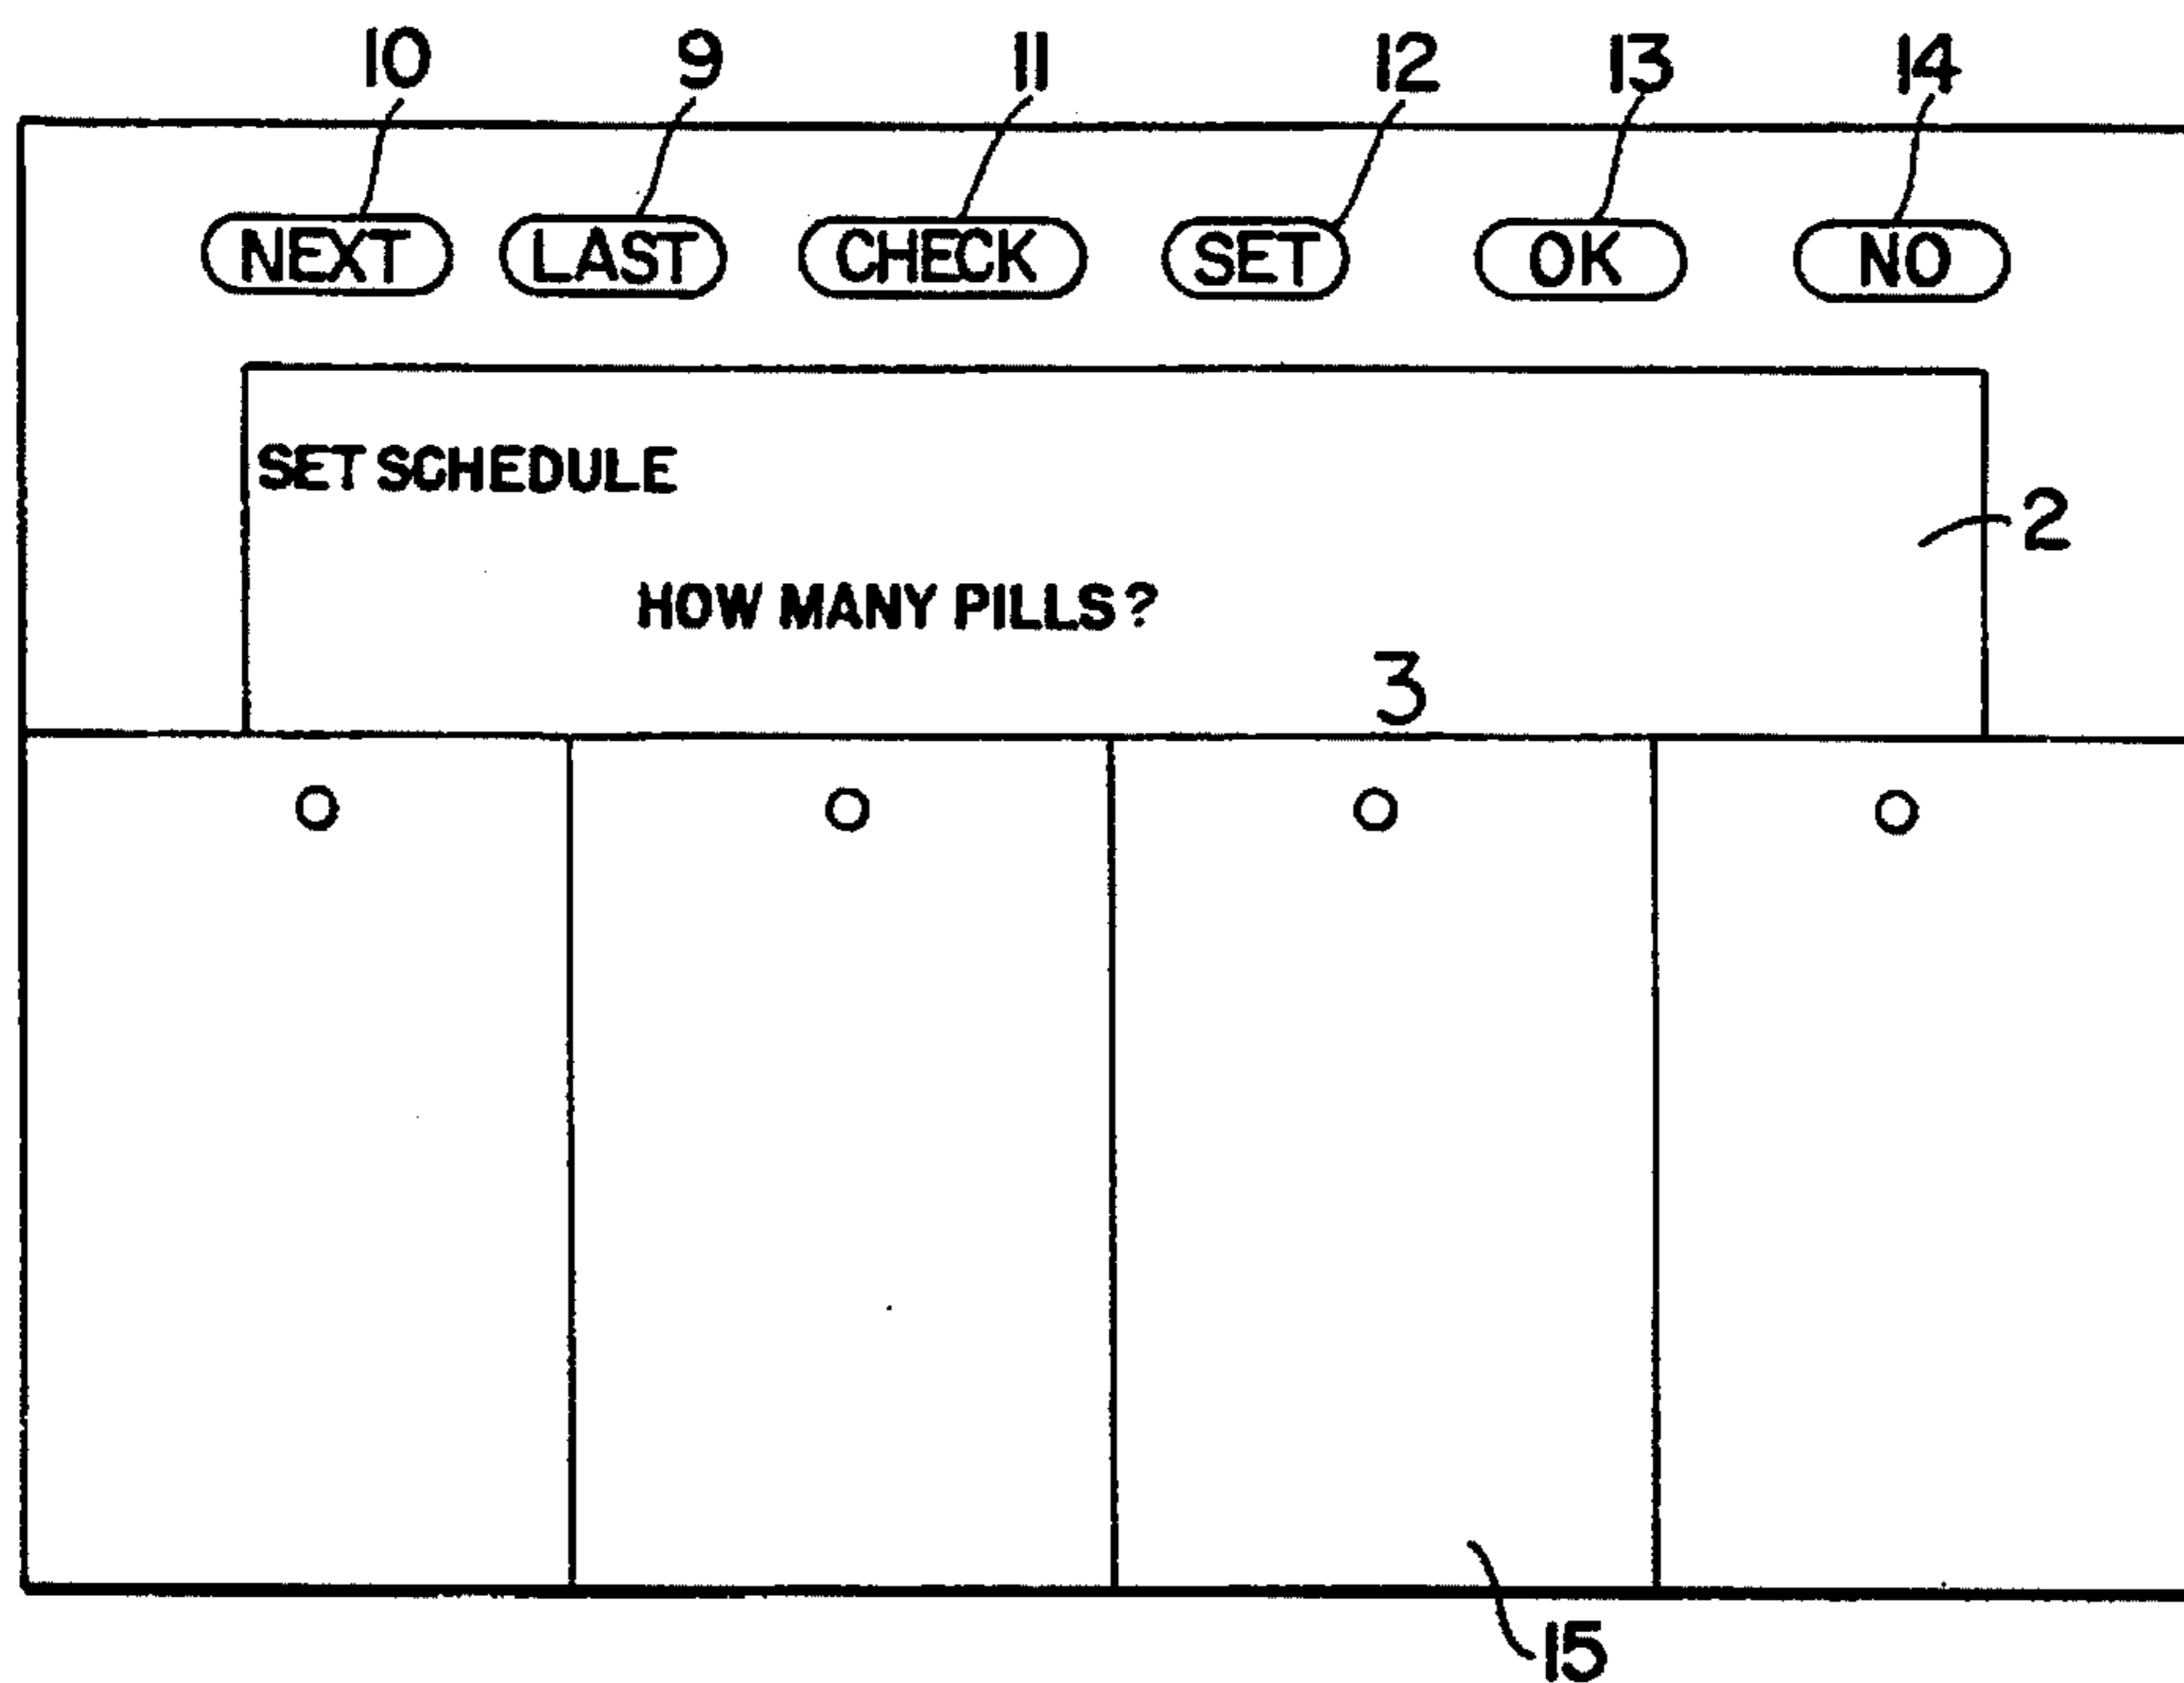 10 9 11 12 13 14
NEXT LAST CHECK SET OK NO
SET SCHEDULE
2
HOW MANY PILLS?
3
15